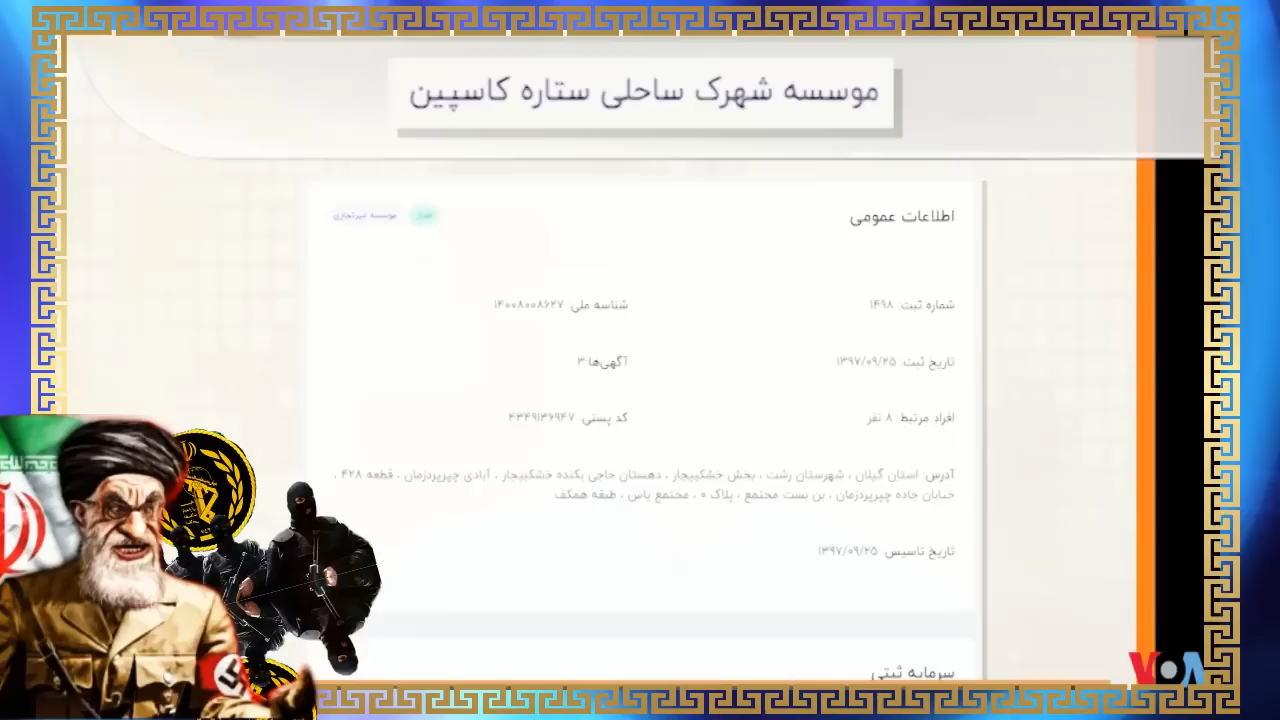 موسسه شهرک ساحلی ستاره کاسپین
اطلاعات عمومی
فعال
موسسه غیرتجاری
شماره ثبت: ۱۴۹۸
شناسه ملی: ۱۴۰۰۸۰۰۸۶۲۷
تاریخ ثبت: ۱۳۹۷/۰۹/۲۵
آگهی‌ها ۳
افراد مرتبط: ۸ نفر
کد پستی: ۴۳۴۹۱۳۶۹۴۷
آدرس: استان گیلان ، شهرستان رشت ، بخش خشکبیجار ، دهستان حاجی بکنده خشکبیجار ، آبادی چپرپردزمان ، قطعه ۴۲۸ ،
خیابان جاده چپرپردزمان ، بن بست مجتمع ، پلاک ۰ ، مجتمع یاس ، طبقه همکف
تاریخ تاسیس: ۱۳۹۷/۰۹/۲۵
سرمایه ثبتی
VOA